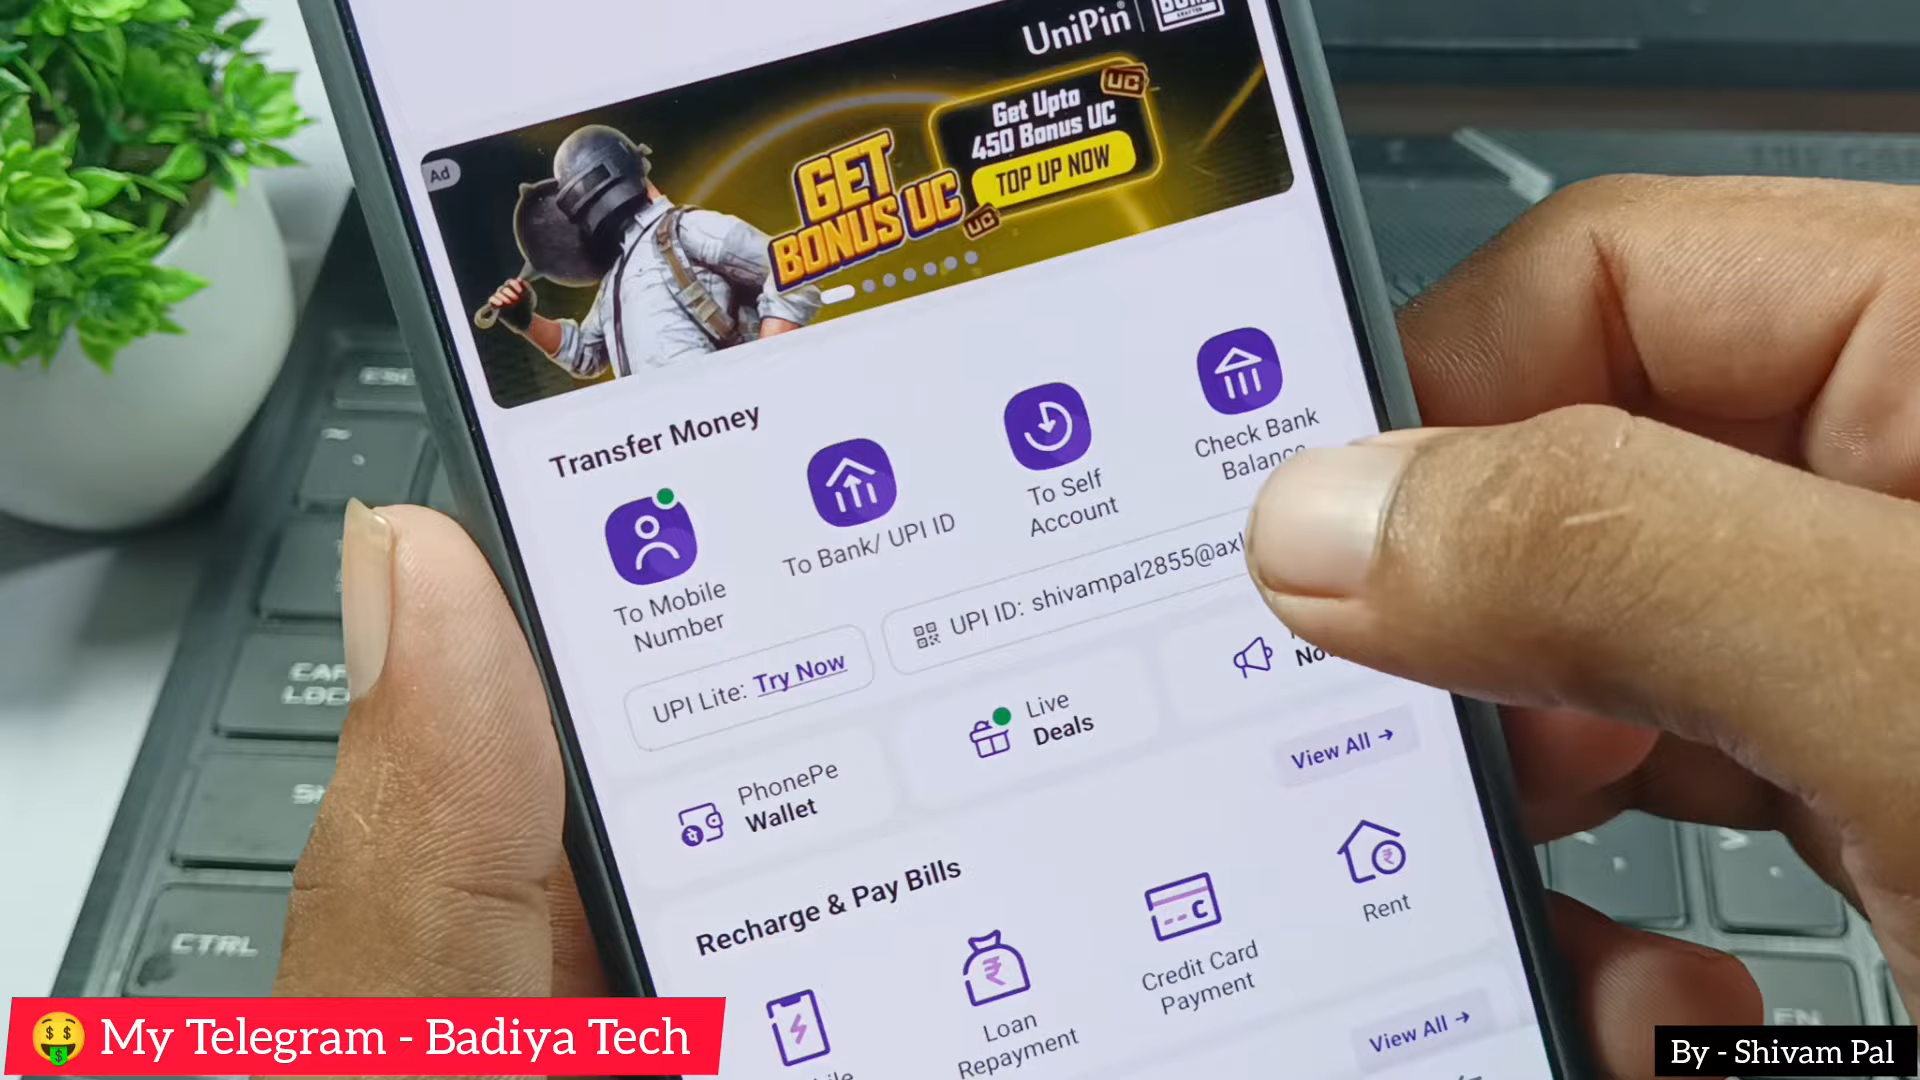 UniPin
Ad
Get Upto
450 Bonus UC
TOP UP NOW
UC
GET
BONUS UC
UC
Transfer Money
To Mobile
Number
To Bank/ UPI ID
To Self
Account
Check Bank
Balance
UPI Lite: Try Now
UPI ID: shivampal2855@axl
PhonePe
Wallet
Live
Deals
View All →
Recharge & Pay Bills
Loan
Repayment
Credit Card
Payment
Rent
View All →
ESC
CTRL
🤑 My Telegram - Badiya Tech
By - Shivam Pal